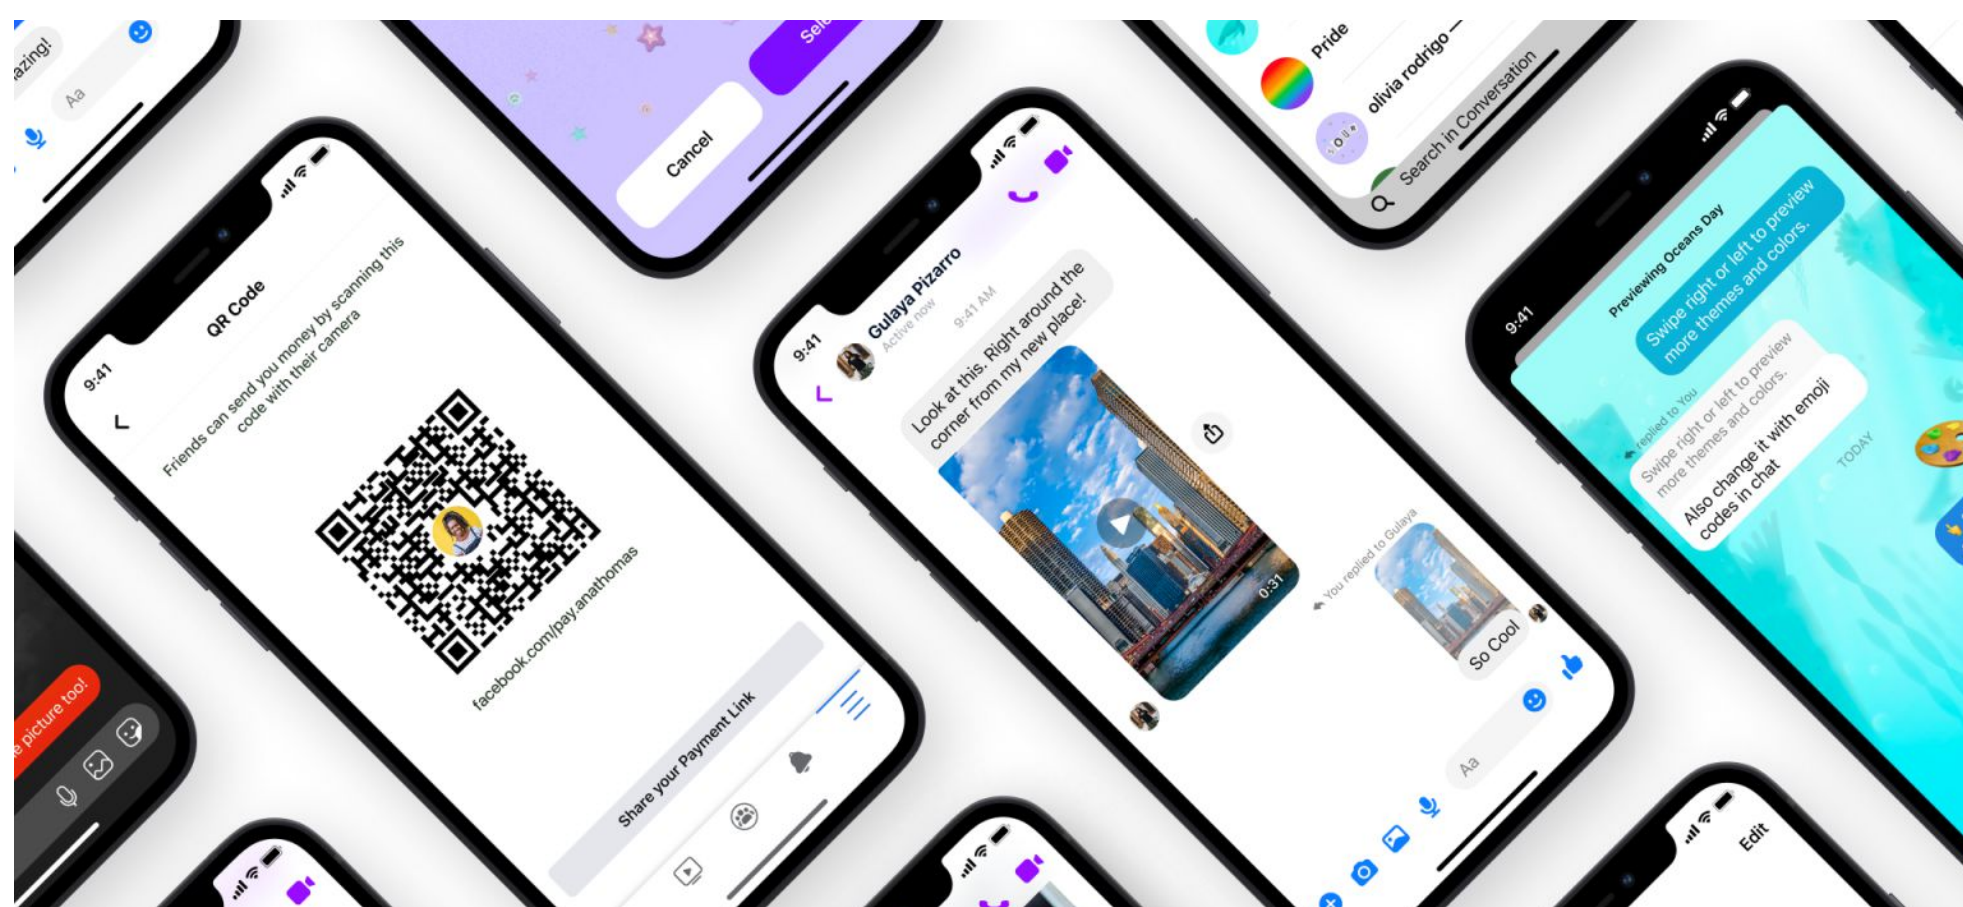 azing!
Aa
Cancel
Pride
olivia rodrigo —
SOUR
Search in Conversation
9:41
QR Code
Friends can send you money by scanning this
code with their camera
facebook.com/pay.anathomas
Share your Payment Link
e picture too!
9:41
Gulaya Pizarro
Active now
9:41 AM
Look at this. Right around the
corner from my new place!
0:31
You replied to Gulaya
So Cool
Aa
9:41
Previewing Oceans Day
Swipe right or left to preview
more themes and colors.
replied to You
Swipe right or left to preview
more themes and colors.
Also change it with emoji
codes in chat
TODAY
Edit